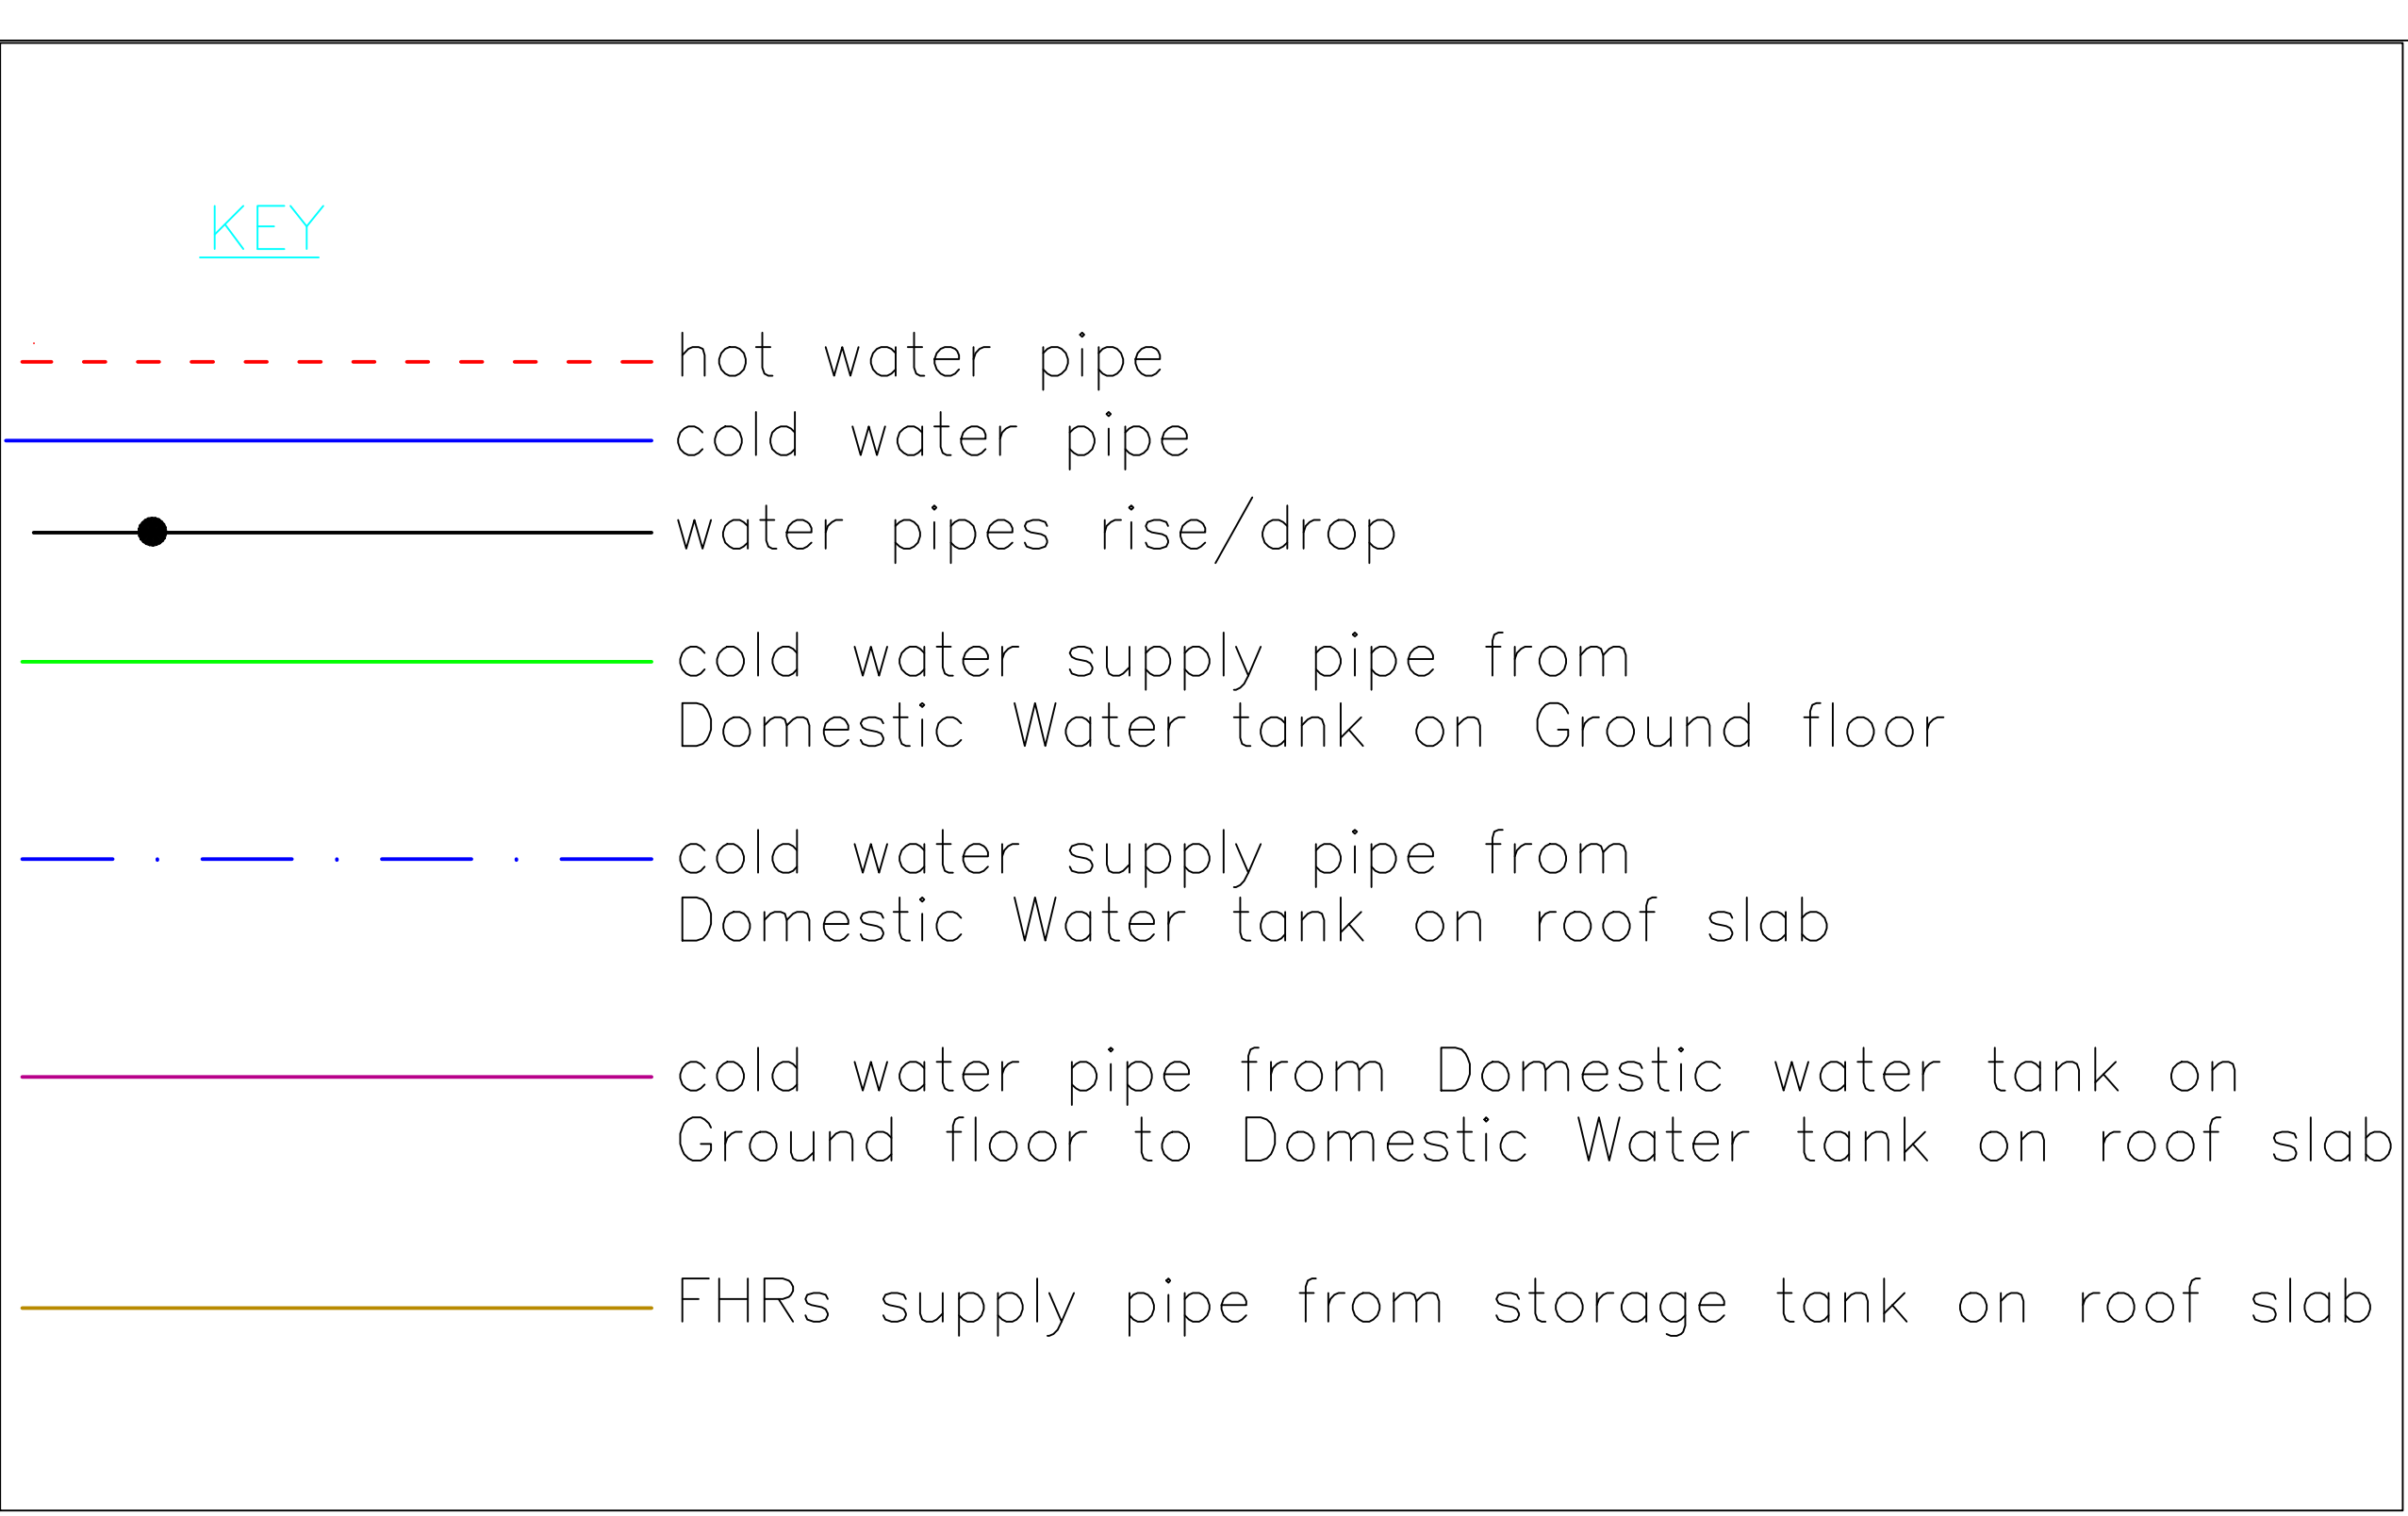 KEY
hot water pipe
cold water pipe
water pipes rise/drop
cold water supply pipe from
Domestic Water tank on Ground floor
cold water supply pipe from
Domestic Water tank on roof slab
cold water pipe from Domestic water tank on
Ground floor to Domestic Water tank on roof slab
FHRs supply pipe from storage tank on roof slab